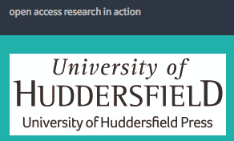 open access research in action
University of
HUDDERSFIELD
University of Huddersfield Press